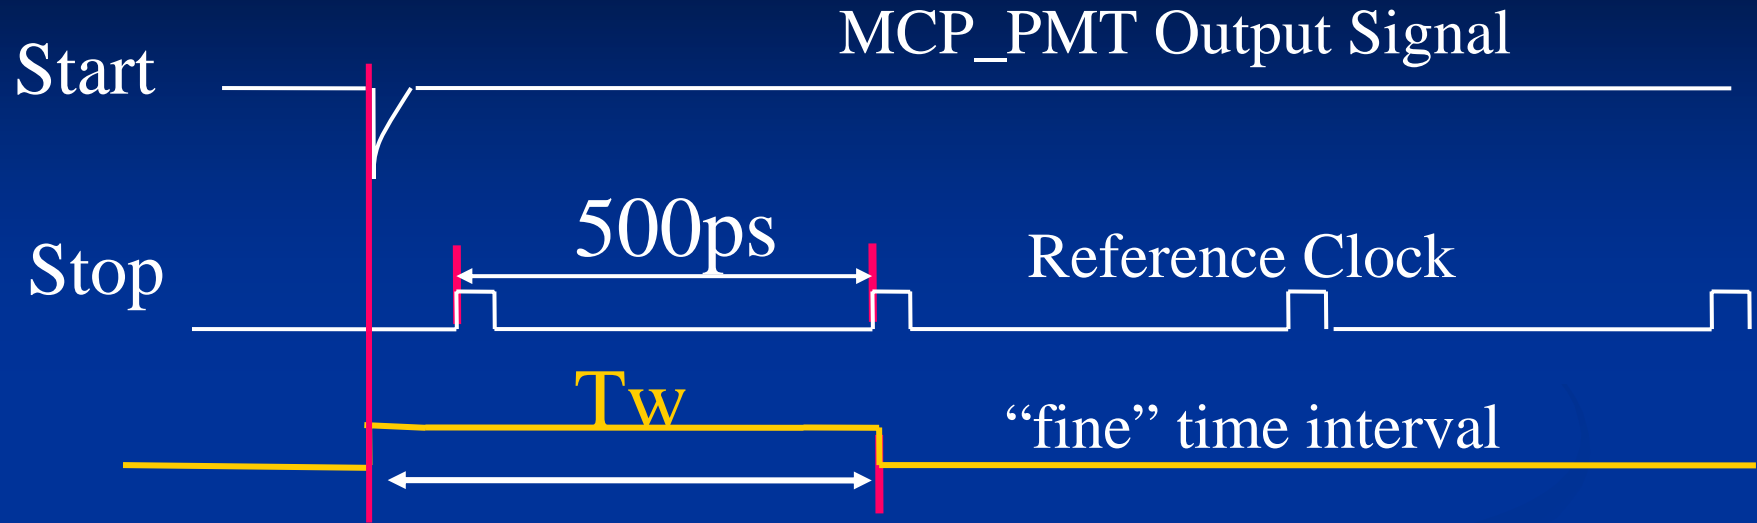 MCP_PMT Output Signal
Start
500ps
Stop
Reference Clock
Tw
“fine” time interval